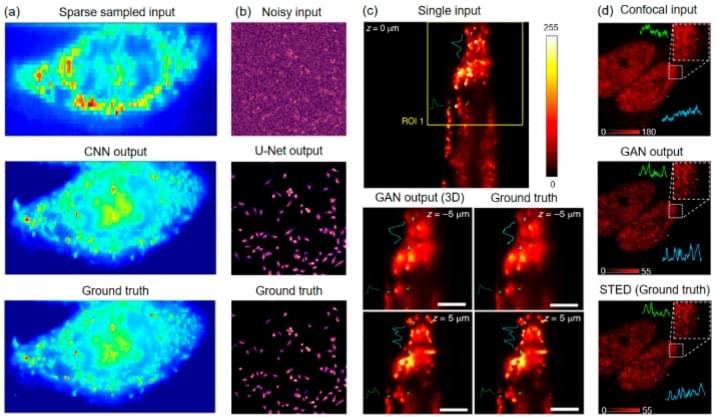 (a)
Sparse sampled input
CNN output
Ground truth
(b)
Noisy input
U-Net output
Ground truth
(c)
Single input
z = 0 μm
ROI 1
255
0
GAN output (3D)
Ground truth
z = −5 μm
z = −5 μm
z = 5 μm
z = 5 μm
(d)
Confocal input
0
180
GAN output
0
55
STED (Ground truth)
0
55